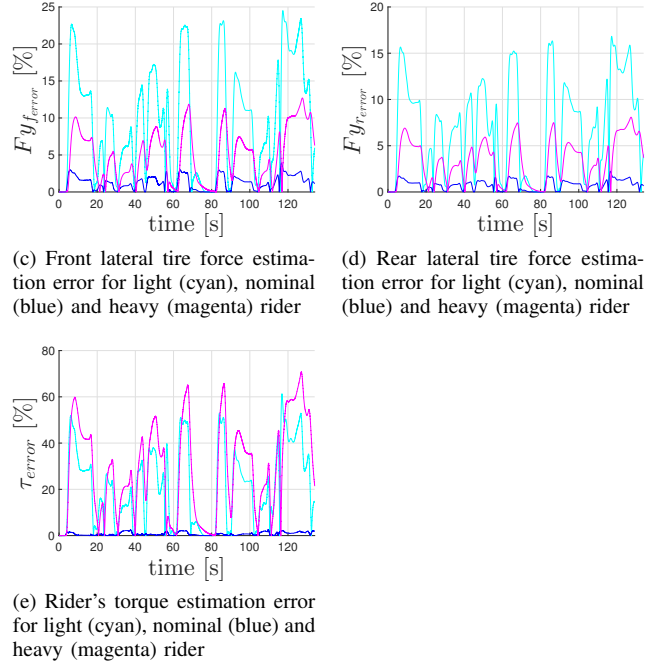 25
20
15
10
5
0
0 20 40 60 80 100 120
Fy_{f_{error}} [%]
time [s]
(c) Front lateral tire force estima-
tion error for light (cyan), nominal
(blue) and heavy (magenta) rider
20
15
10
5
0
0 20 40 60 80 100 120
Fy_{r_{error}} [%]
time [s]
(d) Rear lateral tire force estima-
tion error for light (cyan), nominal
(blue) and heavy (magenta) rider
80
60
40
20
0
0 20 40 60 80 100 120
τ_{error} [%]
time [s]
(e) Rider's torque estimation error
for light (cyan), nominal (blue) and
heavy (magenta) rider